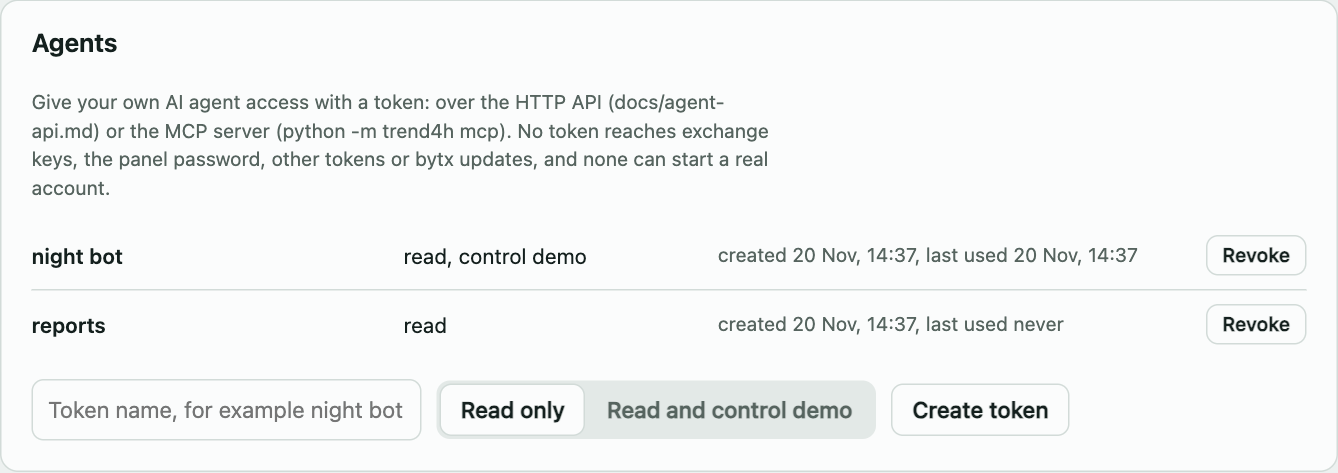 Agents
Give your own AI agent access with a token: over the HTTP API (docs/agent-
api.md) or the MCP server (python -m trend4h mcp). No token reaches exchange
keys, the panel password, other tokens or bytx updates, and none can start a real
account.
night bot read, control demo created 20 Nov, 14:37, last used 20 Nov, 14:37 Revoke
reports read created 20 Nov, 14:37, last used never Revoke
Token name, for example night bot Read only Read and control demo Create token